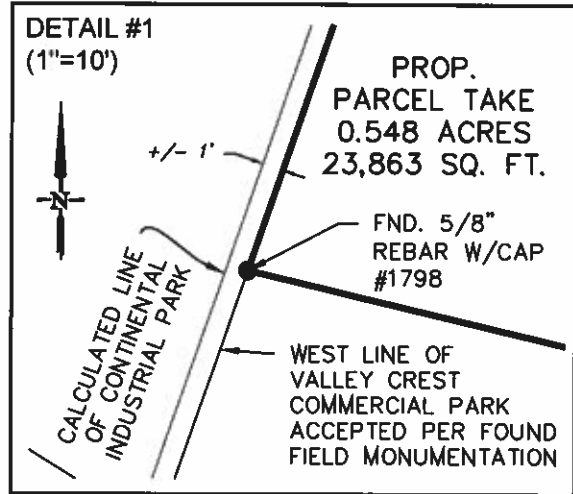 DETAIL #1
(1"=10')
N
PROP.
PARCEL TAKE
0.548 ACRES
23,863 SQ. FT.
+/- 1'
FND. 5/8"
REBAR W/CAP
#1798
CALCULATED LINE
OF CONTINENTAL
INDUSTRIAL PARK
WEST LINE OF
VALLEY CREST
COMMERCIAL PARK
ACCEPTED PER FOUND
FIELD MONUMENTATION